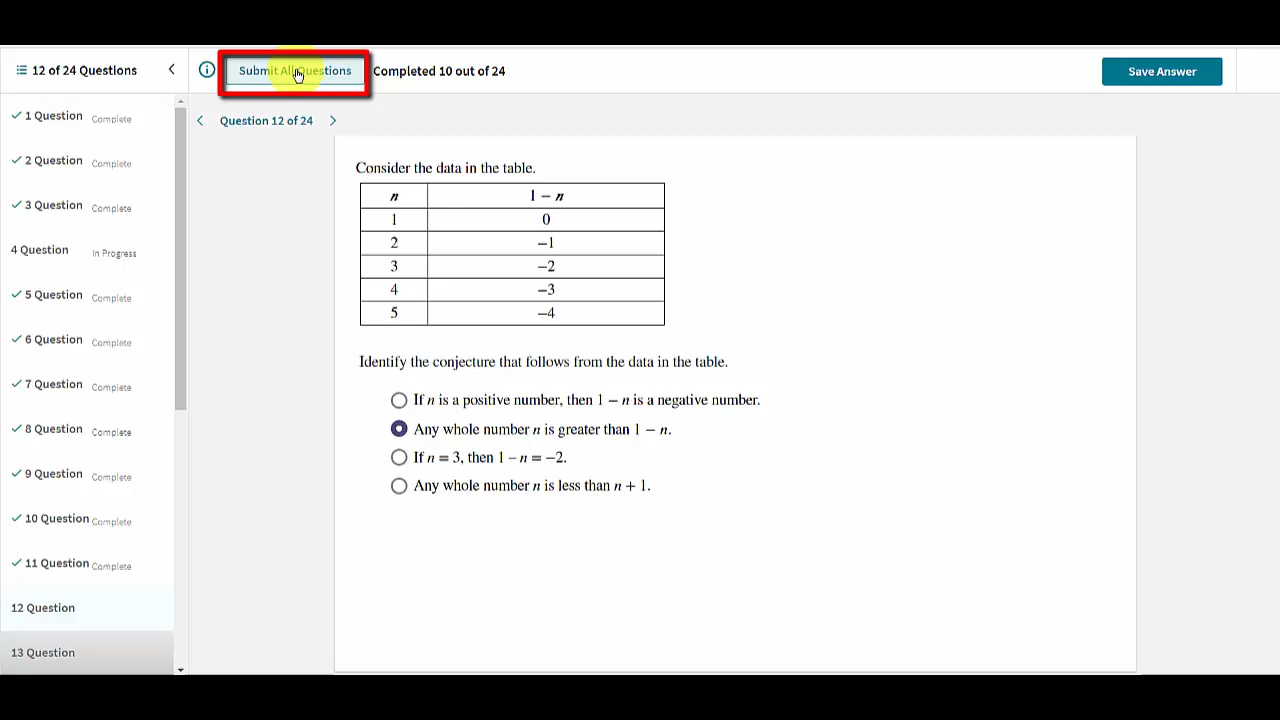 12 of 24 Questions
Submit All Questions
Completed 10 out of 24
Save Answer
1 Question Complete
2 Question Complete
3 Question Complete
4 Question In Progress
5 Question Complete
6 Question Complete
7 Question Complete
8 Question Complete
9 Question Complete
10 Question Complete
11 Question Complete
12 Question
13 Question
Question 12 of 24
Consider the data in the table.
n 1 – n
1 0
2 –1
3 –2
4 –3
5 –4
Identify the conjecture that follows from the data in the table.
If n is a positive number, then 1 – n is a negative number.
Any whole number n is greater than 1 – n.
If n = 3, then 1 – n = –2.
Any whole number n is less than n + 1.